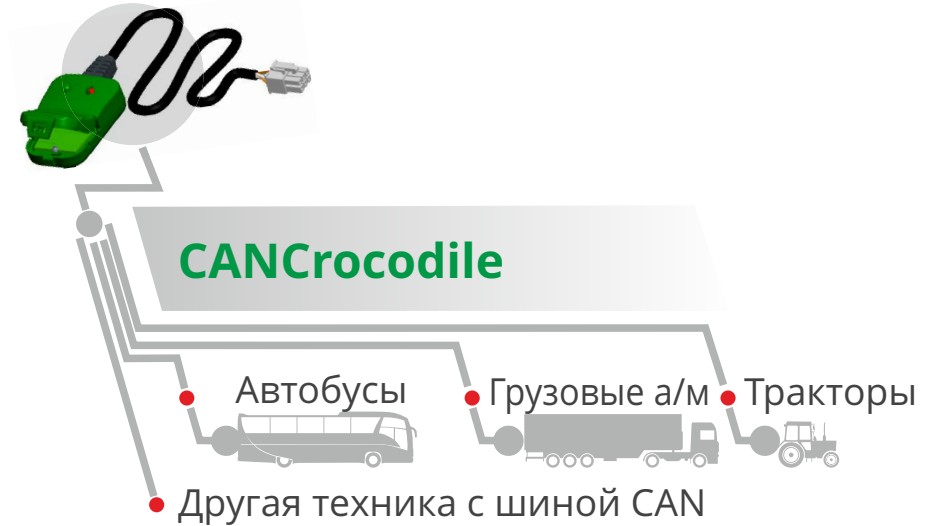 CANCrocodile
Автобусы
Грузовые а/м
Тракторы
Другая техника с шиной CAN